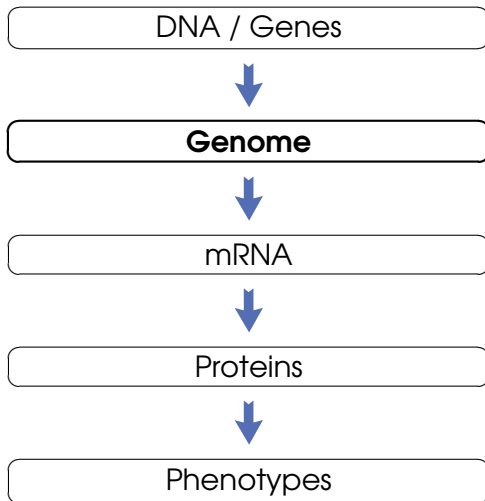 DNA / Genes
Genome
mRNA
Proteins
Phenotypes